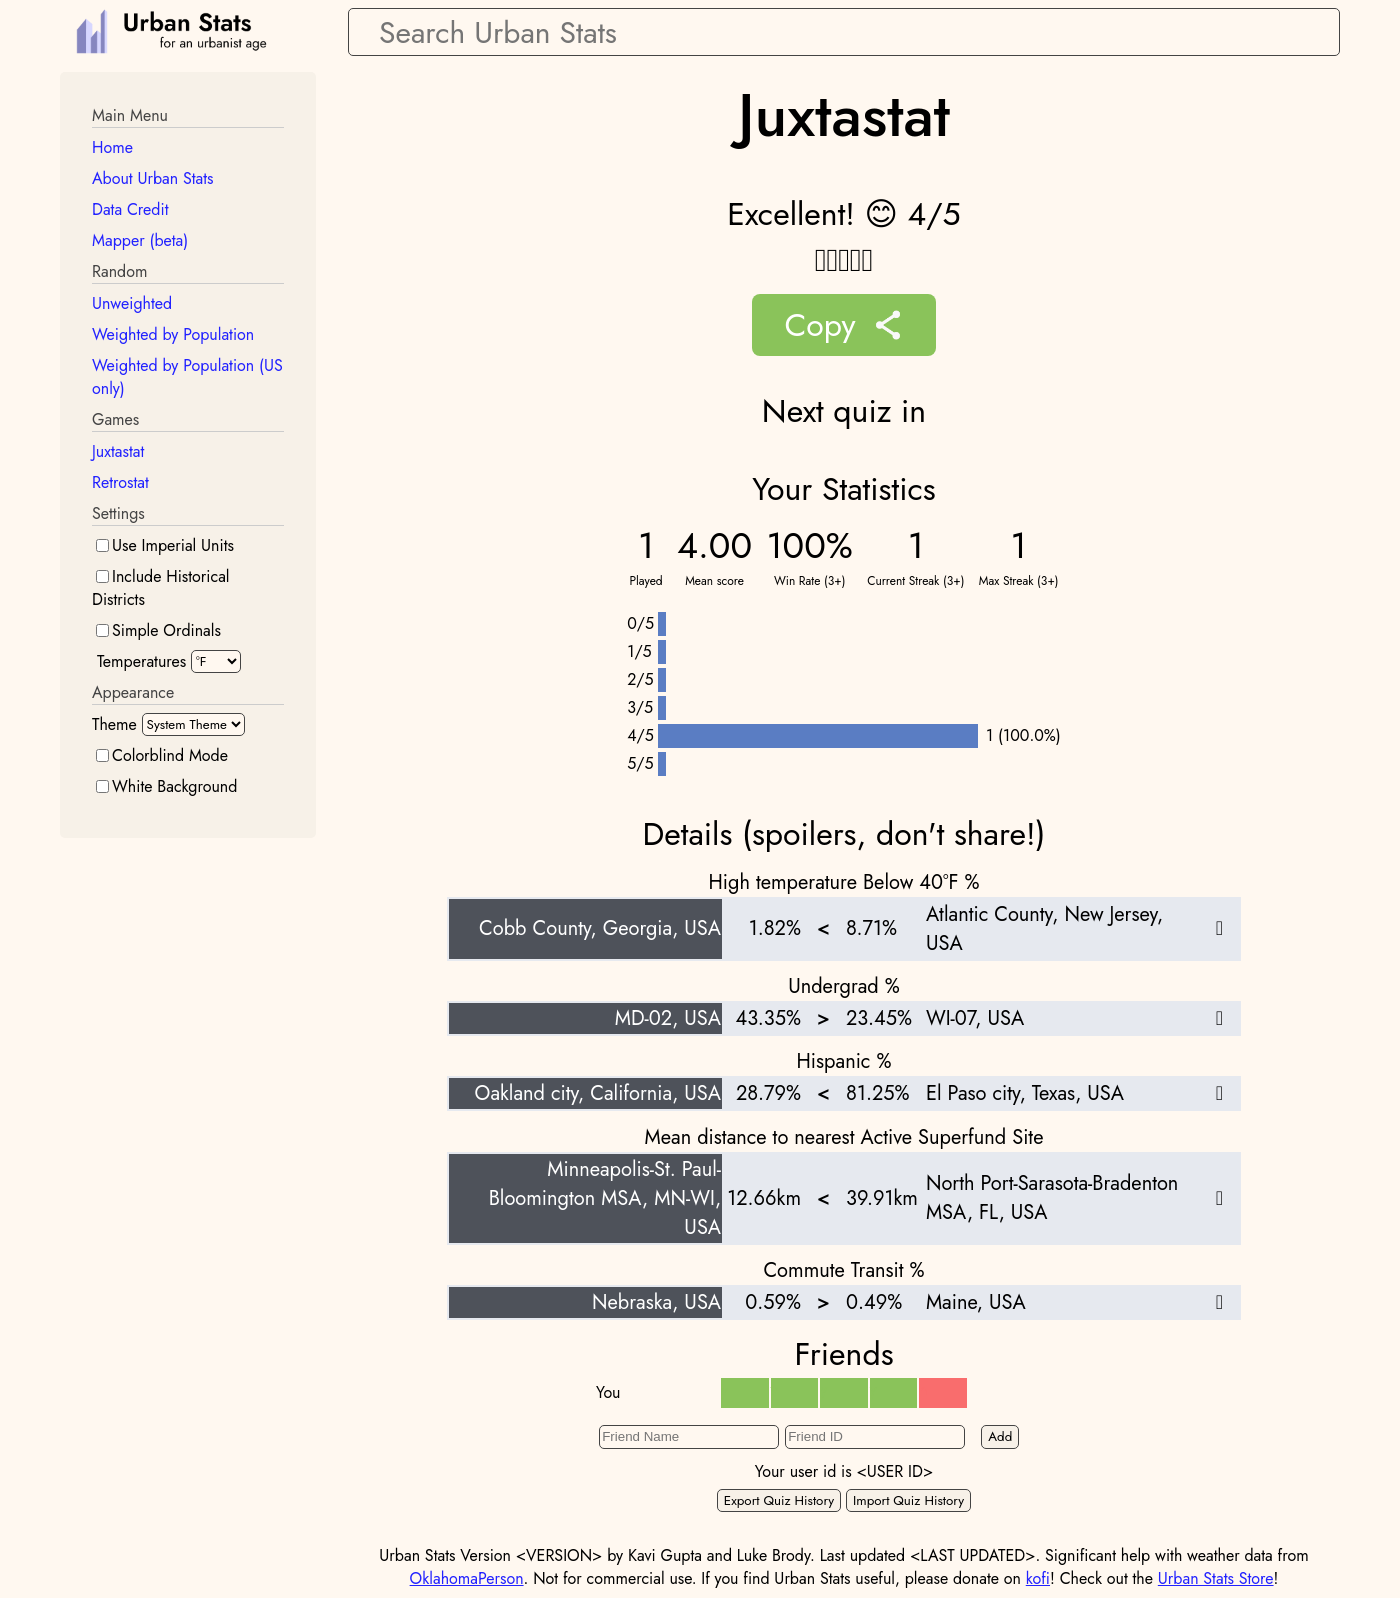 Urban Stats
for an urbanist age
Search Urban Stats
Main Menu
Home
About Urban Stats
Data Credit
Mapper (beta)
Random
Unweighted
Weighted by Population
Weighted by Population (US
only)
Games
Juxtastat
Retrostat
Settings
Use Imperial Units
Include Historical
Districts
Simple Ordinals
Temperatures °F
Appearance
Theme System Theme
Colorblind Mode
White Background
Juxtastat
Excellent! 😊 4/5
Copy
Next quiz in
Your Statistics
1 4.00 100% 1 1
Played Mean score Win Rate (3+) Current Streak (3+) Max Streak (3+)
0/5
1/5
2/5
3/5
4/5 1 (100.0%)
5/5
Details (spoilers, don't share!)
High temperature Below 40°F %
Cobb County, Georgia, USA 1.82% < 8.71% Atlantic County, New Jersey,
USA
Undergrad %
MD-02, USA 43.35% > 23.45% WI-07, USA
Hispanic %
Oakland city, California, USA 28.79% < 81.25% El Paso city, Texas, USA
Mean distance to nearest Active Superfund Site
Minneapolis-St. Paul-
Bloomington MSA, MN-WI,
USA
12.66km < 39.91km
North Port-Sarasota-Bradenton
MSA, FL, USA
Commute Transit %
Nebraska, USA 0.59% > 0.49% Maine, USA
Friends
You
Friend Name Friend ID Add
Your user id is <USER ID>
Export Quiz History Import Quiz History
Urban Stats Version <VERSION> by Kavi Gupta and Luke Brody. Last updated <LAST UPDATED>. Significant help with weather data from
OklahomaPerson. Not for commercial use. If you find Urban Stats useful, please donate on kofi! Check out the Urban Stats Store!